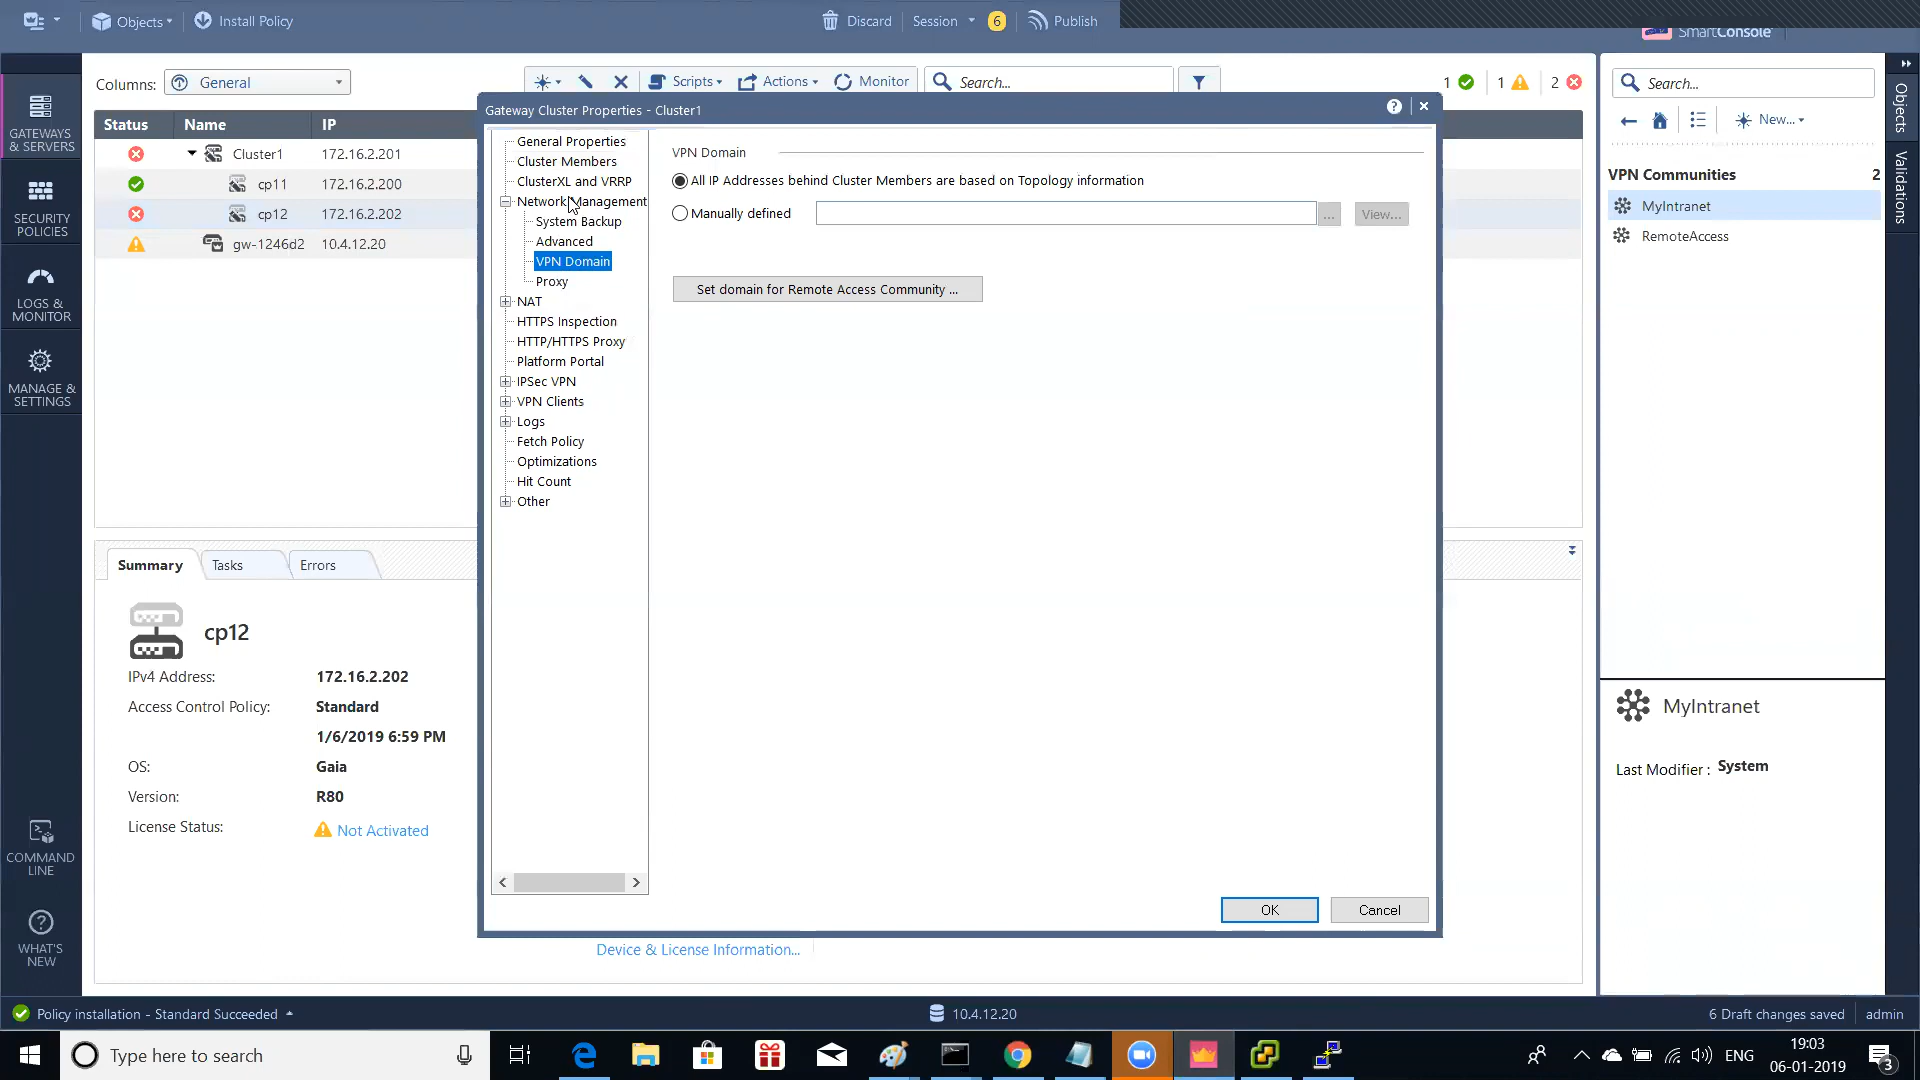 Objects
Install Policy
Discard
Session
6
Publish
SmartConsole
GATEWAYS
& SERVERS
SECURITY
POLICIES
LOGS &
MONITOR
MANAGE &
SETTINGS
COMMAND
LINE
WHAT'S
NEW
Columns:
General
Scripts
Actions
Monitor
Search...
1
1
2
Status
Name
IP
Cluster1
172.16.2.201
cp11
172.16.2.200
cp12
172.16.2.202
gw-1246d2
10.4.12.20
Gateway Cluster Properties - Cluster1
General Properties
Cluster Members
ClusterXL and VRRP
Network Management
System Backup
Advanced
VPN Domain
Proxy
NAT
HTTPS Inspection
HTTP/HTTPS Proxy
Platform Portal
IPSec VPN
VPN Clients
Logs
Fetch Policy
Optimizations
Hit Count
Other
VPN Domain
All IP Addresses behind Cluster Members are based on Topology information
Manually defined
...
View...
Set domain for Remote Access Community ...
OK
Cancel
Summary
Tasks
Errors
cp12
IPv4 Address:
172.16.2.202
Access Control Policy:
Standard
1/6/2019 6:59 PM
OS:
Gaia
Version:
R80
License Status:
Not Activated
Device & License Information...
Search...
New...
VPN Communities
2
MyIntranet
RemoteAccess
MyIntranet
Last Modifier :
System
Objects
Validations
Policy installation - Standard Succeeded
10.4.12.20
6 Draft changes saved
admin
Type here to search
ENG
19:03
06-01-2019
3